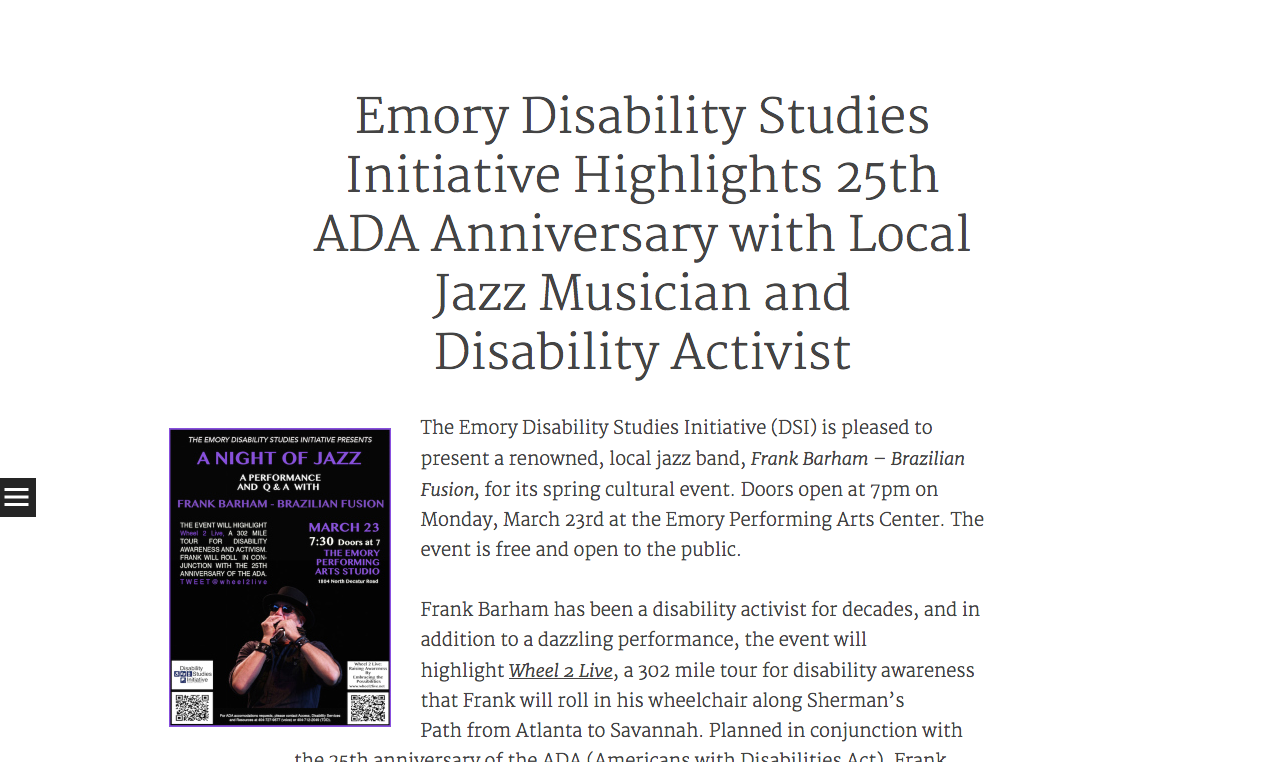 Emory Disability Studies
Initiative Highlights 25th
ADA Anniversary with Local
Jazz Musician and
Disability Activist
THE EMORY DISABILITY STUDIES INITIATIVE PRESENTS
A NIGHT OF JAZZ
A PERFORMANCE
AND Q & A WITH
FRANK BARHAM - BRAZILIAN FUSION
THE EVENT WILL HIGHLIGHT
Wheel 2 Live, A 302 MILE
TOUR FOR DISABILITY
AWARENESS AND ACTIVISM.
FRANK WILL ROLL IN CON-
JUNCTION WITH THE 25TH
ANNIVERSARY OF THE ADA.
TWEET@wheel2live
MARCH 23
7:30 Doors at 7
THE EMORY
PERFORMING
ARTS STUDIO
1804 North Decatur Road
Disability
Studies
Initiative
Wheel 2 Live:
Raising Awareness
By
Embracing the
Possibilities
www.wheel2live.net
The Emory Disability Studies Initiative (DSI) is pleased to
present a renowned, local jazz band, Frank Barham – Brazilian
Fusion, for its spring cultural event. Doors open at 7pm on
Monday, March 23rd at the Emory Performing Arts Center. The
event is free and open to the public.
Frank Barham has been a disability activist for decades, and in
addition to a dazzling performance, the event will
highlight Wheel 2 Live, a 302 mile tour for disability awareness
that Frank will roll in his wheelchair along Sherman’s
Path from Atlanta to Savannah. Planned in conjunction with
the 25th anniversary of the ADA (Americans with Disabilities Act), Frank